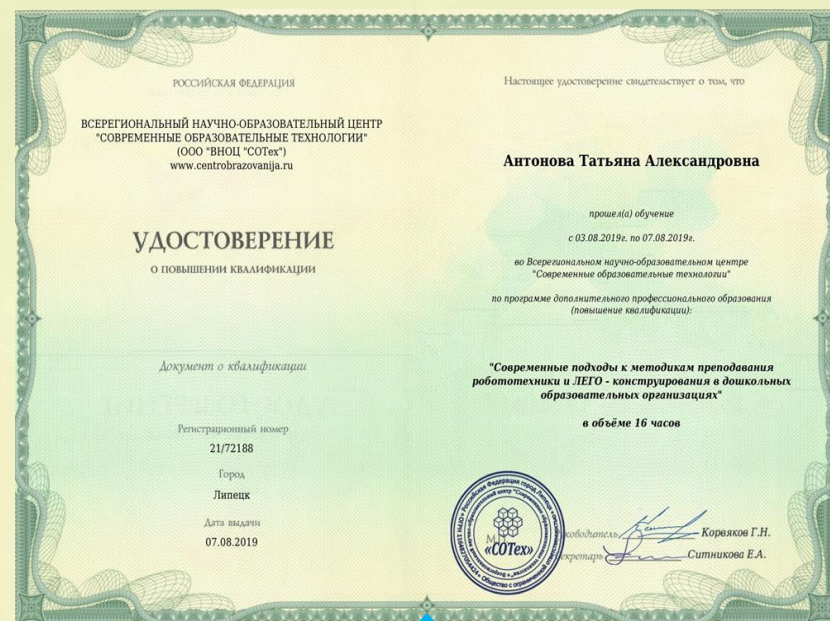 РОССИЙСКАЯ ФЕДЕРАЦИЯ
ВСЕРЕГИОНАЛЬНЫЙ НАУЧНО-ОБРАЗОВАТЕЛЬНЫЙ ЦЕНТР
"СОВРЕМЕННЫЕ ОБРАЗОВАТЕЛЬНЫЕ ТЕХНОЛОГИИ"
(ООО "ВНОЦ "СОТех")
www.centrobrazovanija.ru
УДОСТОВЕРЕНИЕ
О ПОВЫШЕНИИ КВАЛИФИКАЦИИ
Документ о квалификации
Регистрационный номер
21/72188
Город
Липецк
Дата выдачи
07.08.2019
Настоящее удостоверение свидетельствует о том, что
Антонова Татьяна Александровна
прошел(а) обучение
с 03.08.2019г. по 07.08.2019г.
во Всерегиональном научно-образовательном центре
"Современные образовательные технологии"
по программе дополнительного профессионального образования
(повышение квалификации):
"Современные подходы к методикам преподавания
робототехники и ЛЕГО - конструирования в дошкольных
образовательных организациях"
в объёме 16 часов
М.П.
«СОТех»
Руководитель Корвяков Г.Н.
Секретарь Ситникова Е.А.